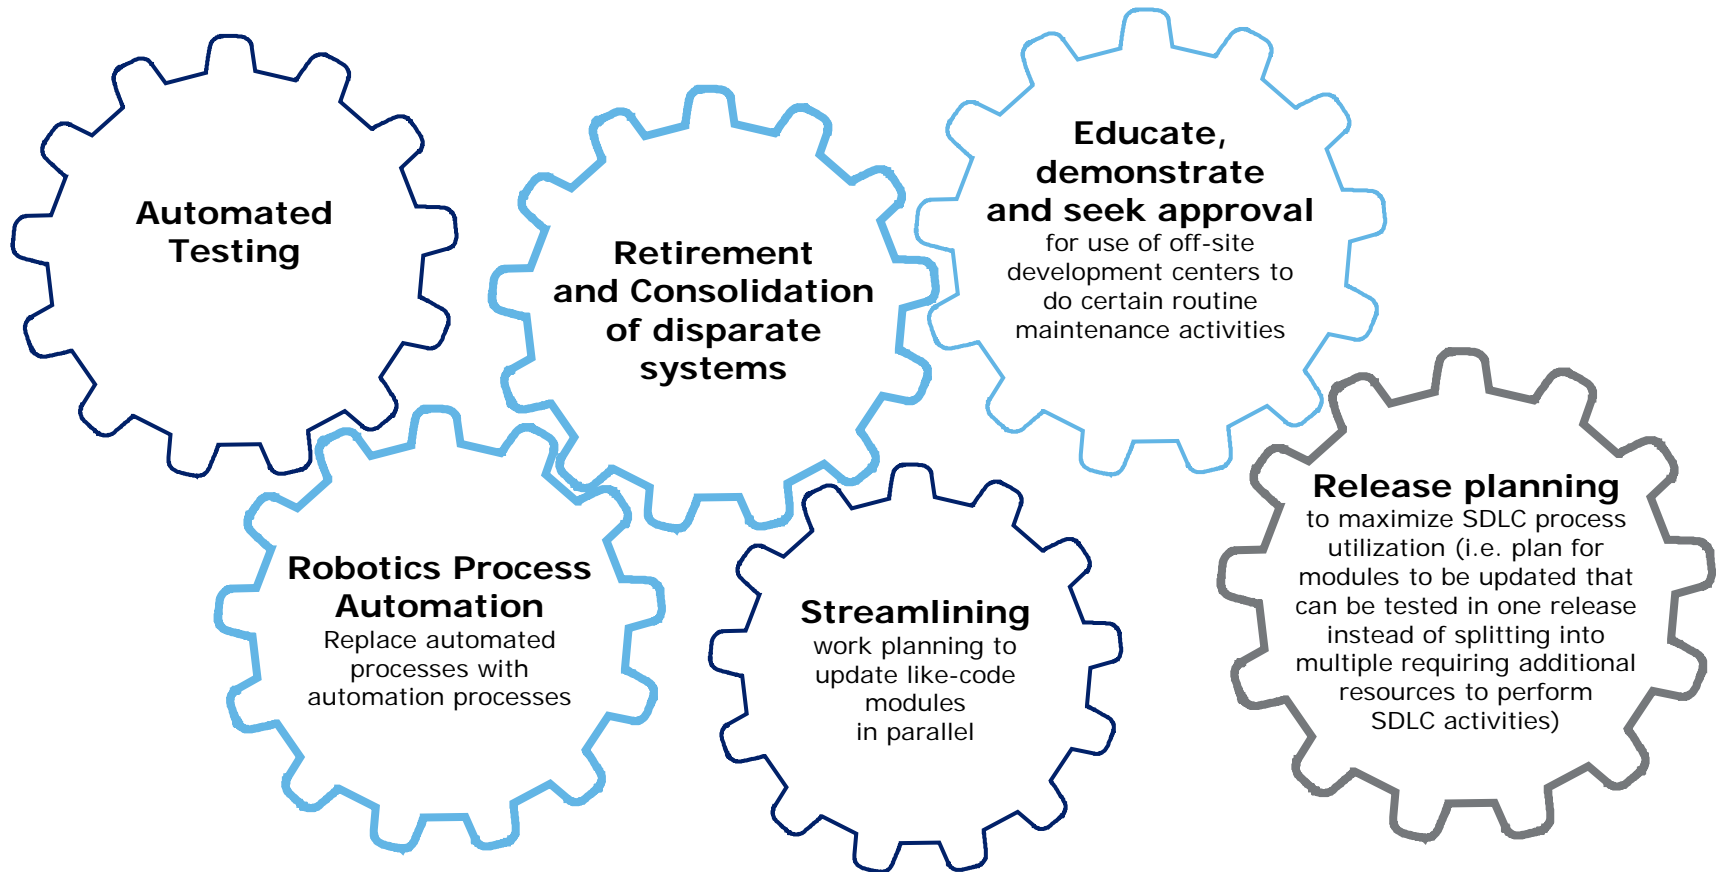 Automated
Testing
Retirement
and Consolidation
of disparate
systems
Educate,
demonstrate
and seek approval
for use of off-site
development centers to
do certain routine
maintenance activities
Robotics Process
Automation
Replace automated
processes with
automation processes
Streamlining
work planning to
update like-code
modules
in parallel
Release planning
to maximize SDLC process
utilization (i.e. plan for
modules to be updated that
can be tested in one release
instead of splitting into
multiple requiring additional
resources to perform
SDLC activities)